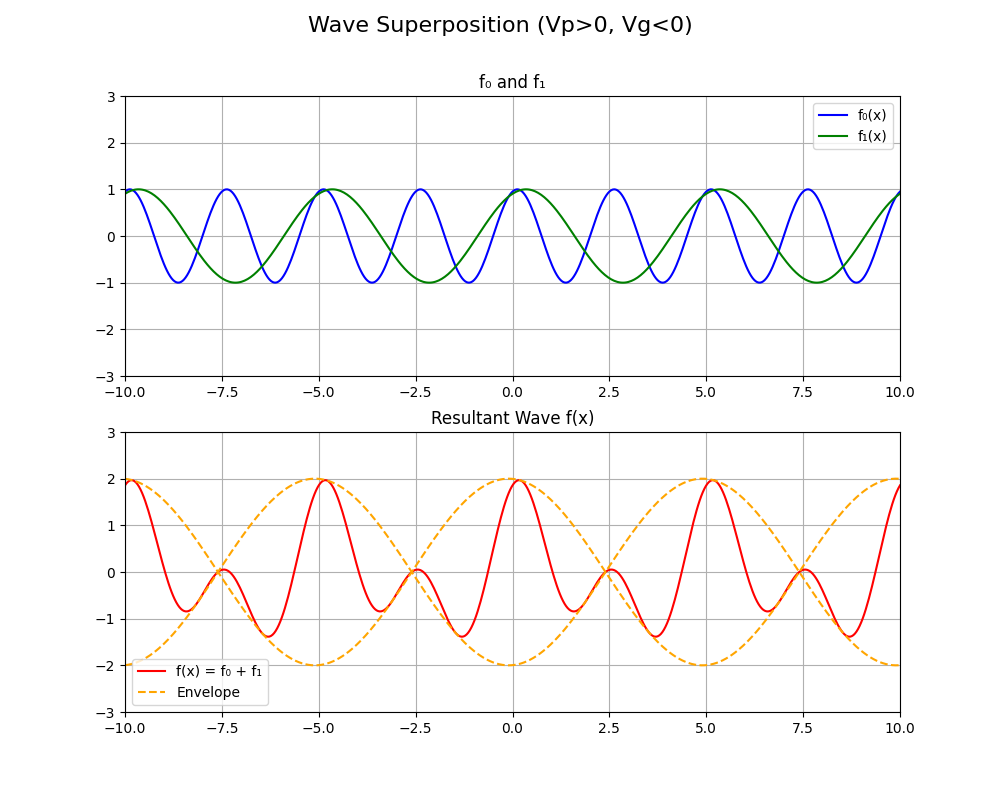 Wave Superposition (Vp>0, Vg<0)
f₀ and f₁
3
2
1
0
−1
−2
−3
f₀(x)
f₁(x)
−10.0 −7.5 −5.0 −2.5 0.0 2.5 5.0 7.5 10.0
Resultant Wave f(x)
3
2
1
0
−1
−2
−3
f(x) = f₀ + f₁
Envelope
−10.0 −7.5 −5.0 −2.5 0.0 2.5 5.0 7.5 10.0